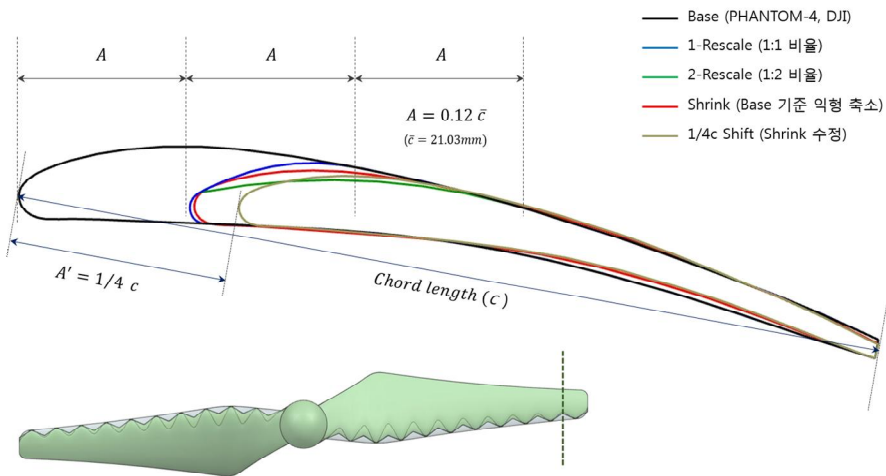 Base (PHANTOM-4, DJI)
1-Rescale (1:1 비율)
2-Rescale (1:2 비율)
Shrink (Base 기준 익형 축소)
1/4c Shift (Shrink 수정)
A
A
A
A = 0.12 c̄
(c̄ = 21.03mm)
A′ = 1/4 c
Chord length (c)